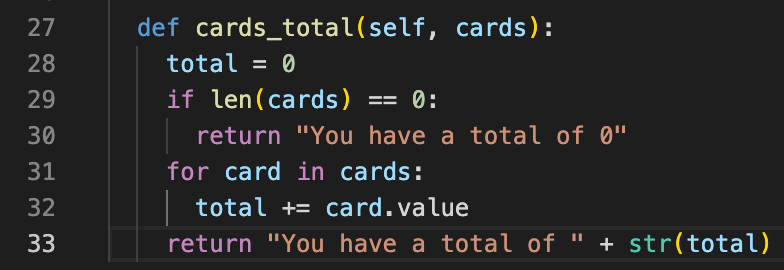 27 def cards_total(self, cards):
28 total = 0
29 if len(cards) == 0:
30 return "You have a total of 0"
31 for card in cards:
32 total += card.value
33 return "You have a total of " + str(total)